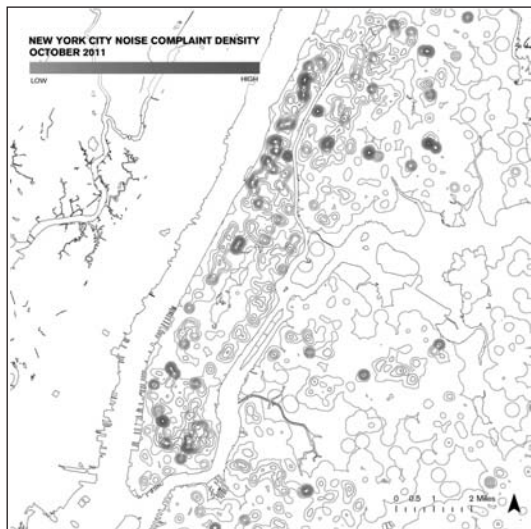 NEW YORK CITY NOISE COMPLAINT DENSITY
OCTOBER 2011
LOW HIGH
0 0.5 1 2 Miles